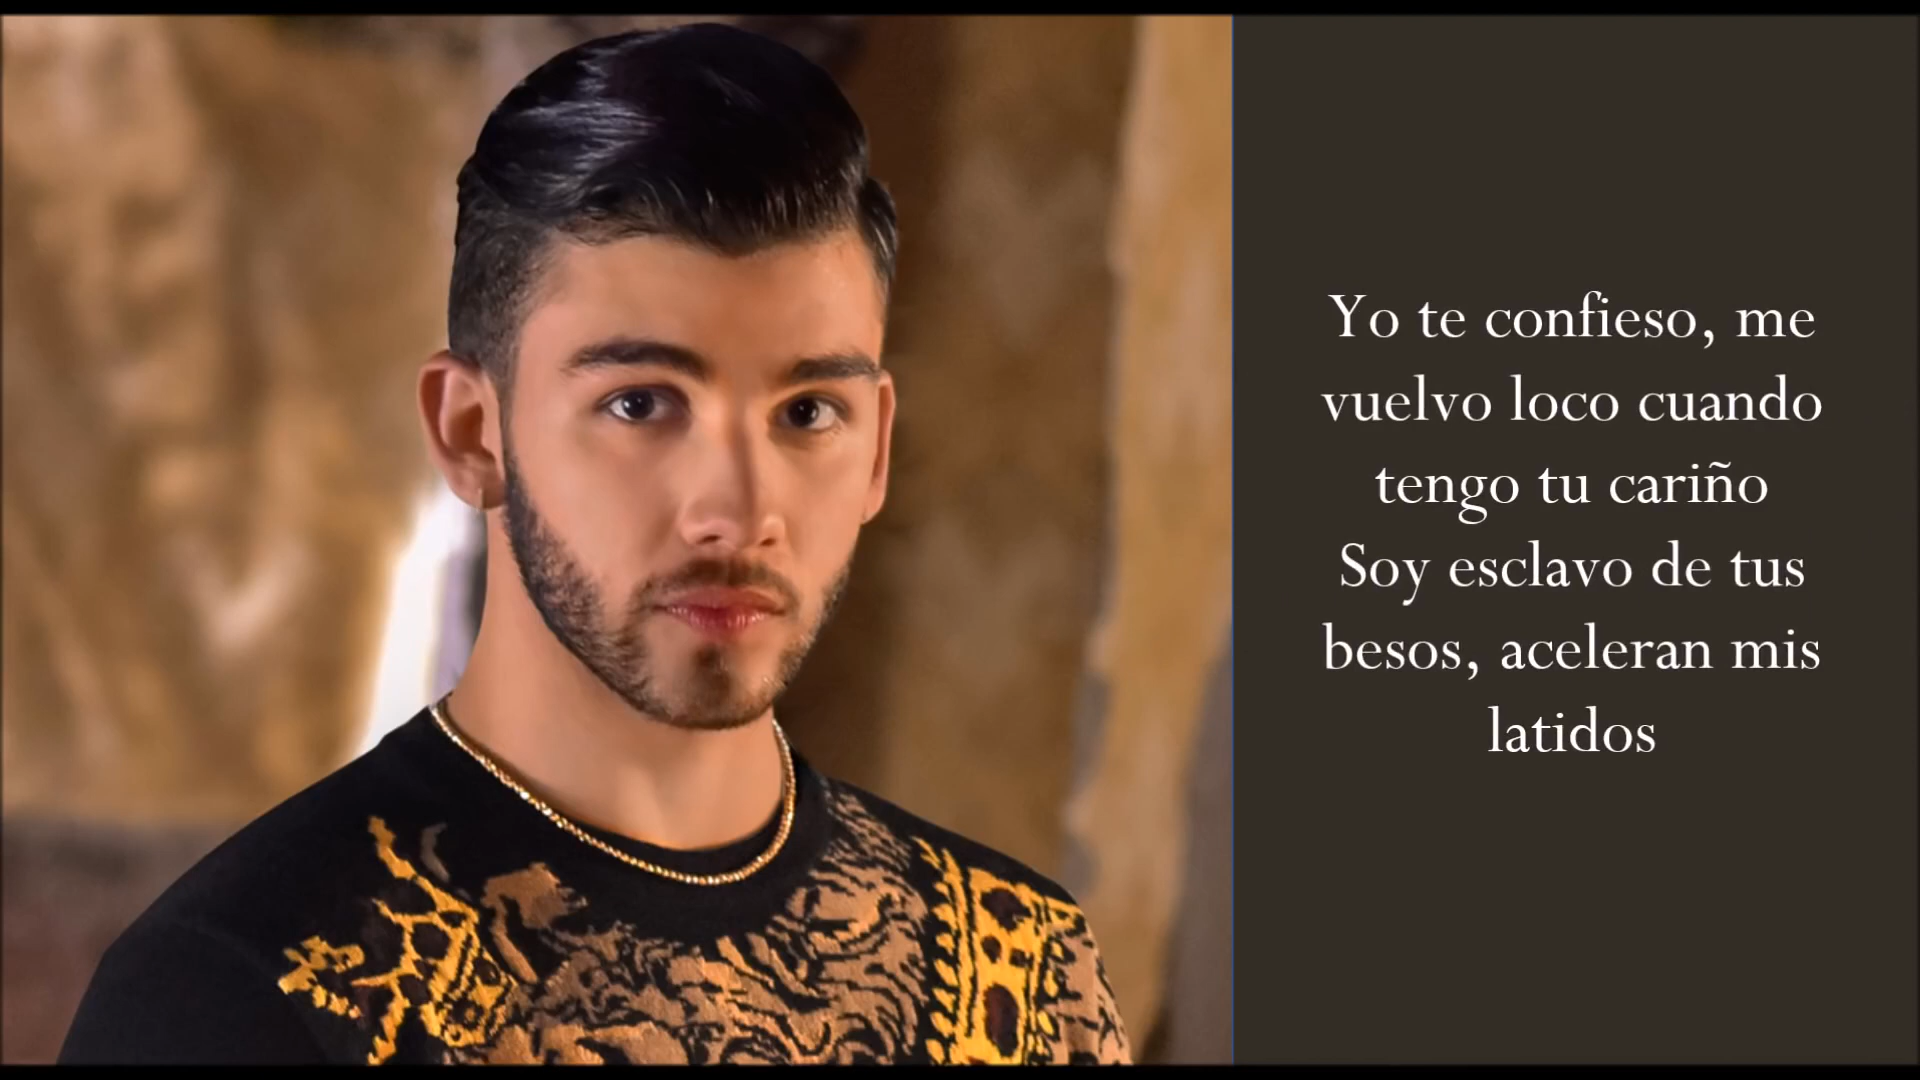 Yo te confieso, me
vuelvo loco cuando
tengo tu cariño
Soy esclavo de tus
besos, aceleran mis
latidos